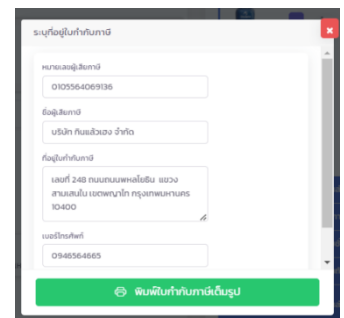 ระบุที่อยู่ใบกำกับภาษี
×
หมายเลขผู้เสียภาษี
0105564069136
ชื่อผู้เสียภาษี
บริษัท กินแล้วเฮง จำกัด
ที่อยู่ใบกำกับภาษี
เลขที่ 248 ถนนถนนพหลโยธิน แขวง
สามเสนใน เขตพญาไท กรุงเทพมหานคร
10400
เบอร์โทรศัพท์
0946564665
พิมพ์ใบกำกับภาษีเต็มรูป